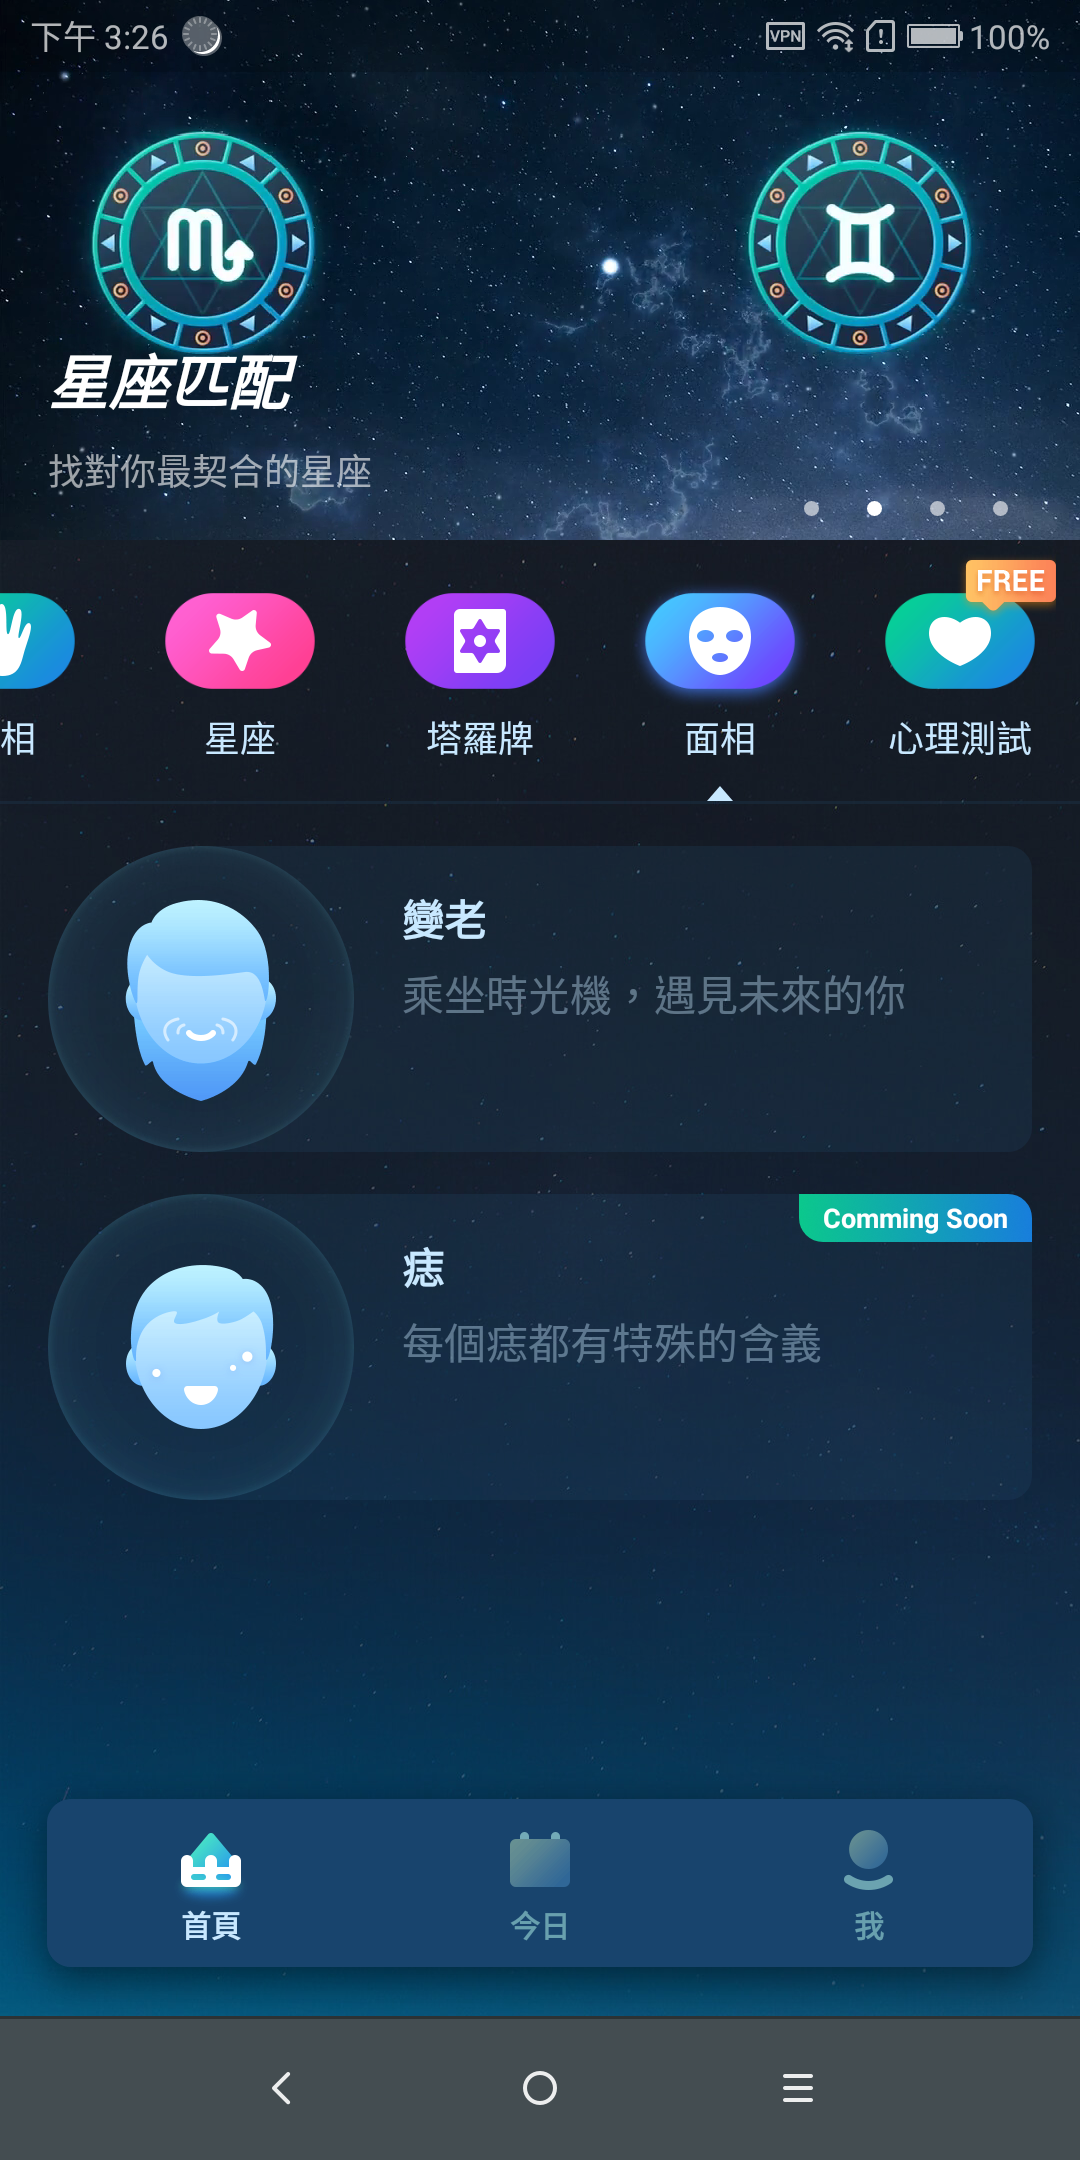 下午 3:26
VPN
100%
星座匹配
找對你最契合的星座
FREE
相
星座
塔羅牌
面相
心理測試
變老
乘坐時光機，遇見未來的你
Comming Soon
痣
每個痣都有特殊的含義
首頁
今日
我